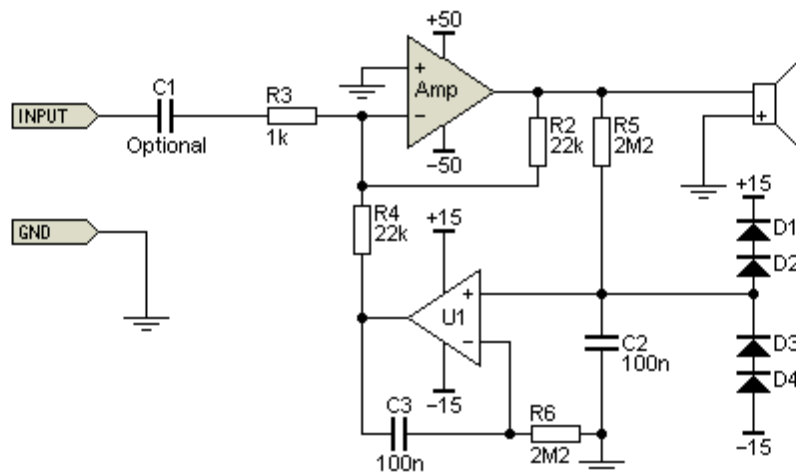 +50
C1
INPUT
Optional
R3
1k
+
Amp
−
−50
R2
22k
R5
2M2
+
GND
R4
22k
+15
+
U1
−
−15
+15
D1
D2
C2
100n
D3
D4
−15
C3
100n
R6
2M2